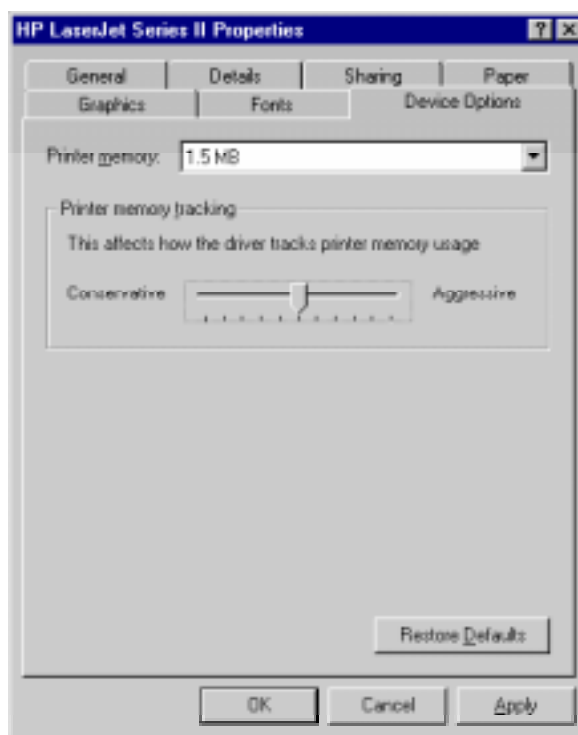 HP LaserJet Series II Properties
General Details Sharing Paper
Graphics Fonts Device Options
Printer memory: 1.5 MB
Printer memory tracking
This affects how the driver tracks printer memory usage
Conservative Aggressive
Restore Defaults
OK Cancel Apply